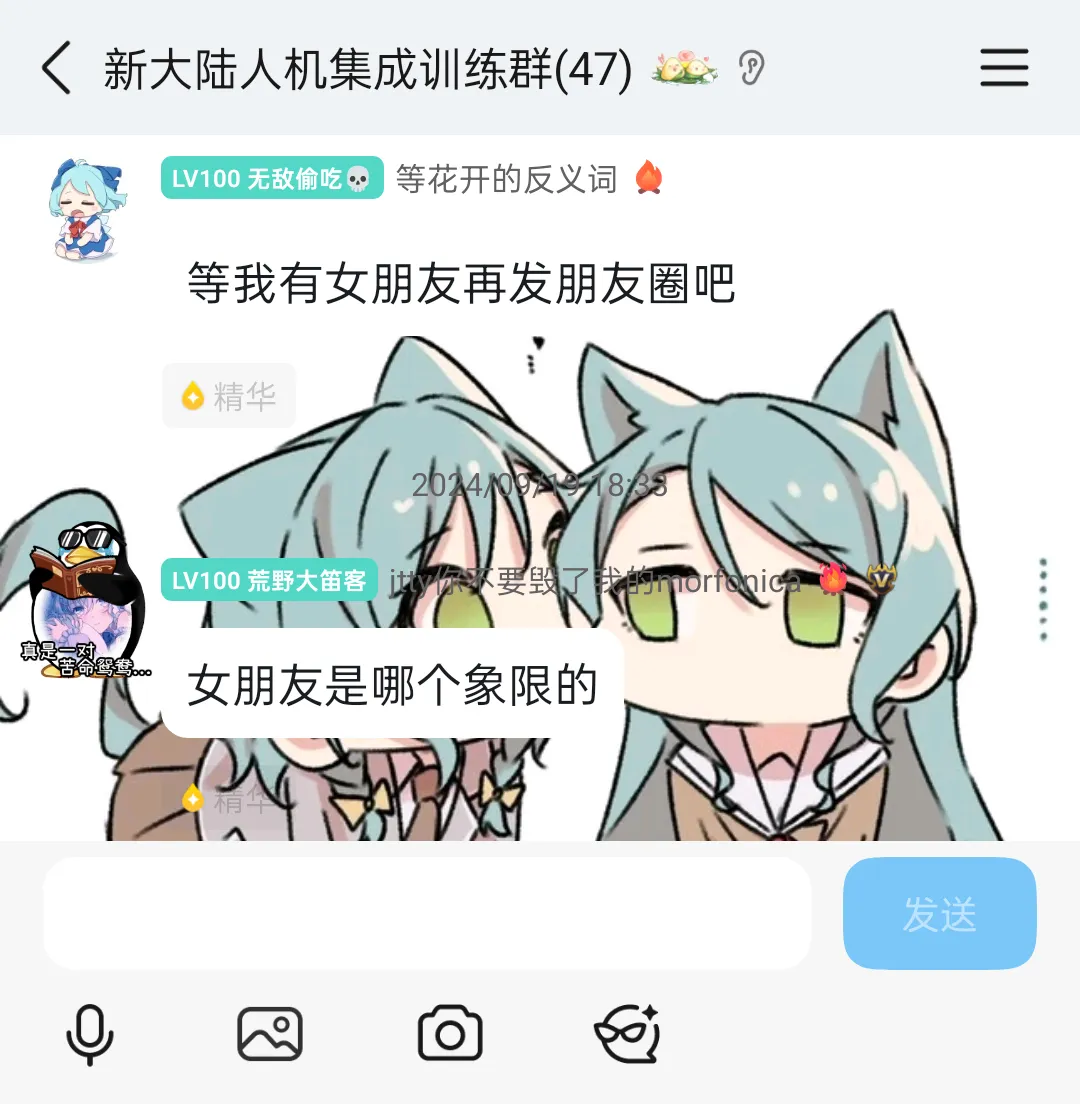 新大陆人机集成训练群(47)
LV100 无敌偷吃💀 等花开的反义词
等我有女朋友再发朋友圈吧
精华
2024/09/19 18:33
LV100 荒野大笛客 jtty你不要毁了我的morfonica
真是一对
苦命鸳鸯...
女朋友是哪个象限的
精华
发送